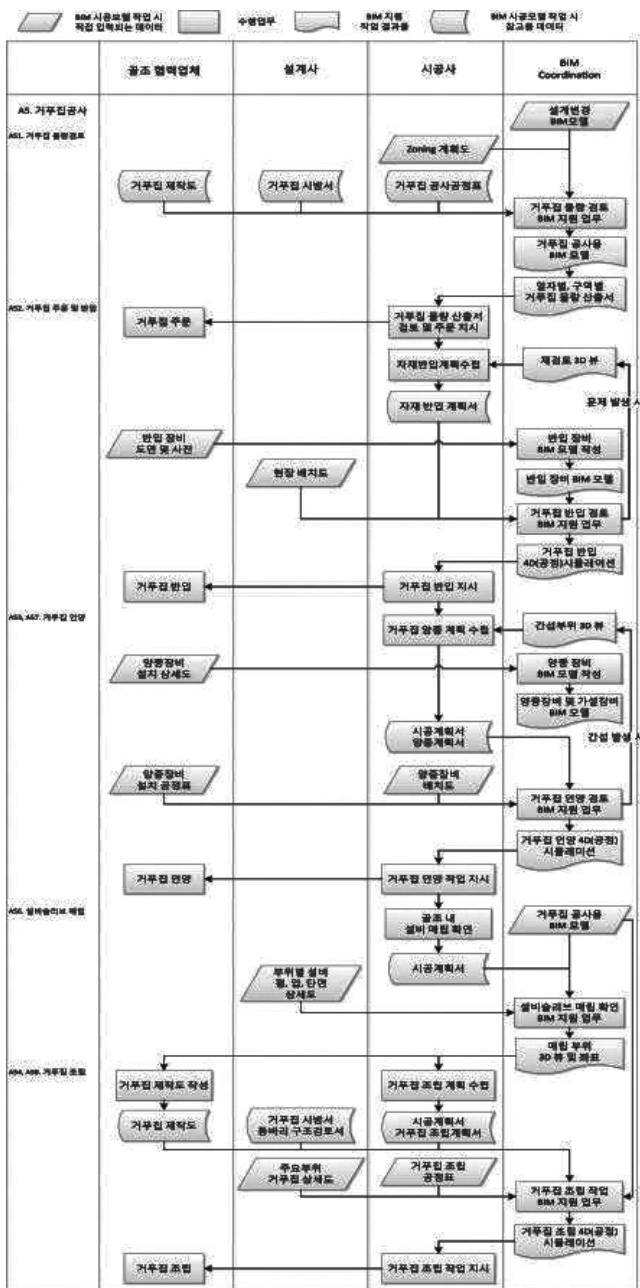 BIM 시공모델 작업 시
직접 입력되는 데이터
수행업무
BIM 지원
작업 결과물
BIM 시공모델 작업 시
참고용 데이터
골조 협력업체
설계사
시공사
BIM
Coordination
A5. 거푸집공사
설계변경
BIM모델
A51. 거푸집 물량검토
Zoning 계획도
거푸집 제작도
거푸집 시방서
거푸집 공사공정표
거푸집 물량 검토
BIM 지원 업무
거푸집 공사용
BIM 모델
일자별, 구역별
거푸집 물량 산출서
A52. 거푸집 주문 및 반입
거푸집 주문
거푸집 물량 산출서
검토 및 주문 지시
자재반입계획수립
재검토 3D 뷰
자재 반입 계획서
문제 발생 시
반입 장비
도면 및 사진
반입 장비
BIM 모델 작성
현장 배치도
반입 장비 BIM 모델
거푸집 반입 검토
BIM 지원 업무
거푸집 반입
4D(공정)시뮬레이션
거푸집 반입
거푸집 반입 지시
A53, A57. 거푸집 인양
거푸집 양중 계획 수립
간섭부위 3D 뷰
양중장비
설치 상세도
양중 장비
BIM 모델 작성
양중장비 및 가설장비
BIM 모델
시공계획서
양중계획서
간섭 발생 시
양중장비
설치 공정표
양중장비
배치도
거푸집 인양 검토
BIM 지원 업무
거푸집 인양 4D(공정)
시뮬레이션
거푸집 인양
거푸집 인양 작업 지시
A56. 설비슬리브 매립
골조 내
설비 매립 확인
거푸집 공사용
BIM 모델
시공계획서
부위별 설비
평, 입, 단면
상세도
설비슬리브 매립 확인
BIM 지원 업무
매립 부위
3D 뷰 및 좌표
거푸집 조립
거푸집 제작도 작성
거푸집 조립 계획 수립
거푸집 제작도
거푸집 시방서
동바리 구조검토서
시공계획서
거푸집 조립계획서
주요부위
거푸집 상세도
거푸집 조립
공정표
거푸집 조립 작업
BIM 지원 업무
거푸집 조립 4D(공정)
시뮬레이션
거푸집 조립
거푸집 조립 작업 지시